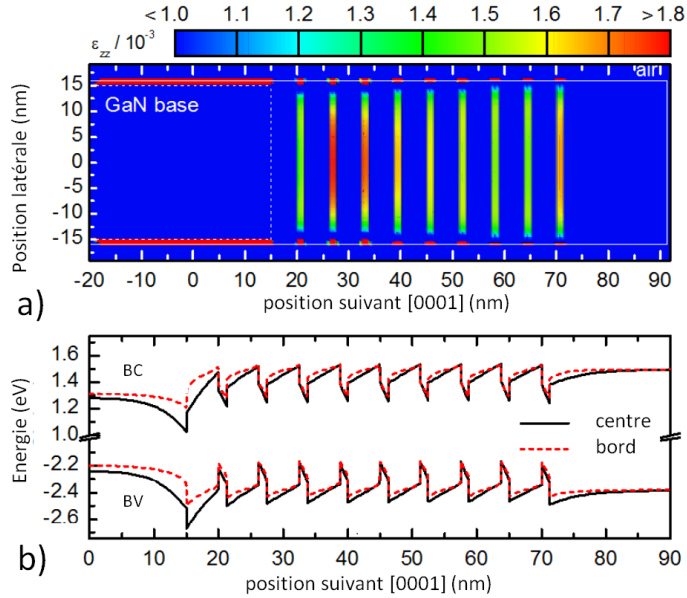 < 1.0 1.1 1.2 1.3 1.4 1.5 1.6 1.7 > 1.8
ε_zz / 10⁻³
air
GaN base
Position latérale (nm)
15
10
5
0
-5
-10
-15
-20 -10 0 10 20 30 40 50 60 70 80 90
a)
position suivant [0001] (nm)
Energie (eV)
1.6
1.4
1.2
1.0
-2.2
-2.4
-2.6
BC
BV
centre
bord
0 10 20 30 40 50 60 70 80 90
b)
position suivant [0001] (nm)